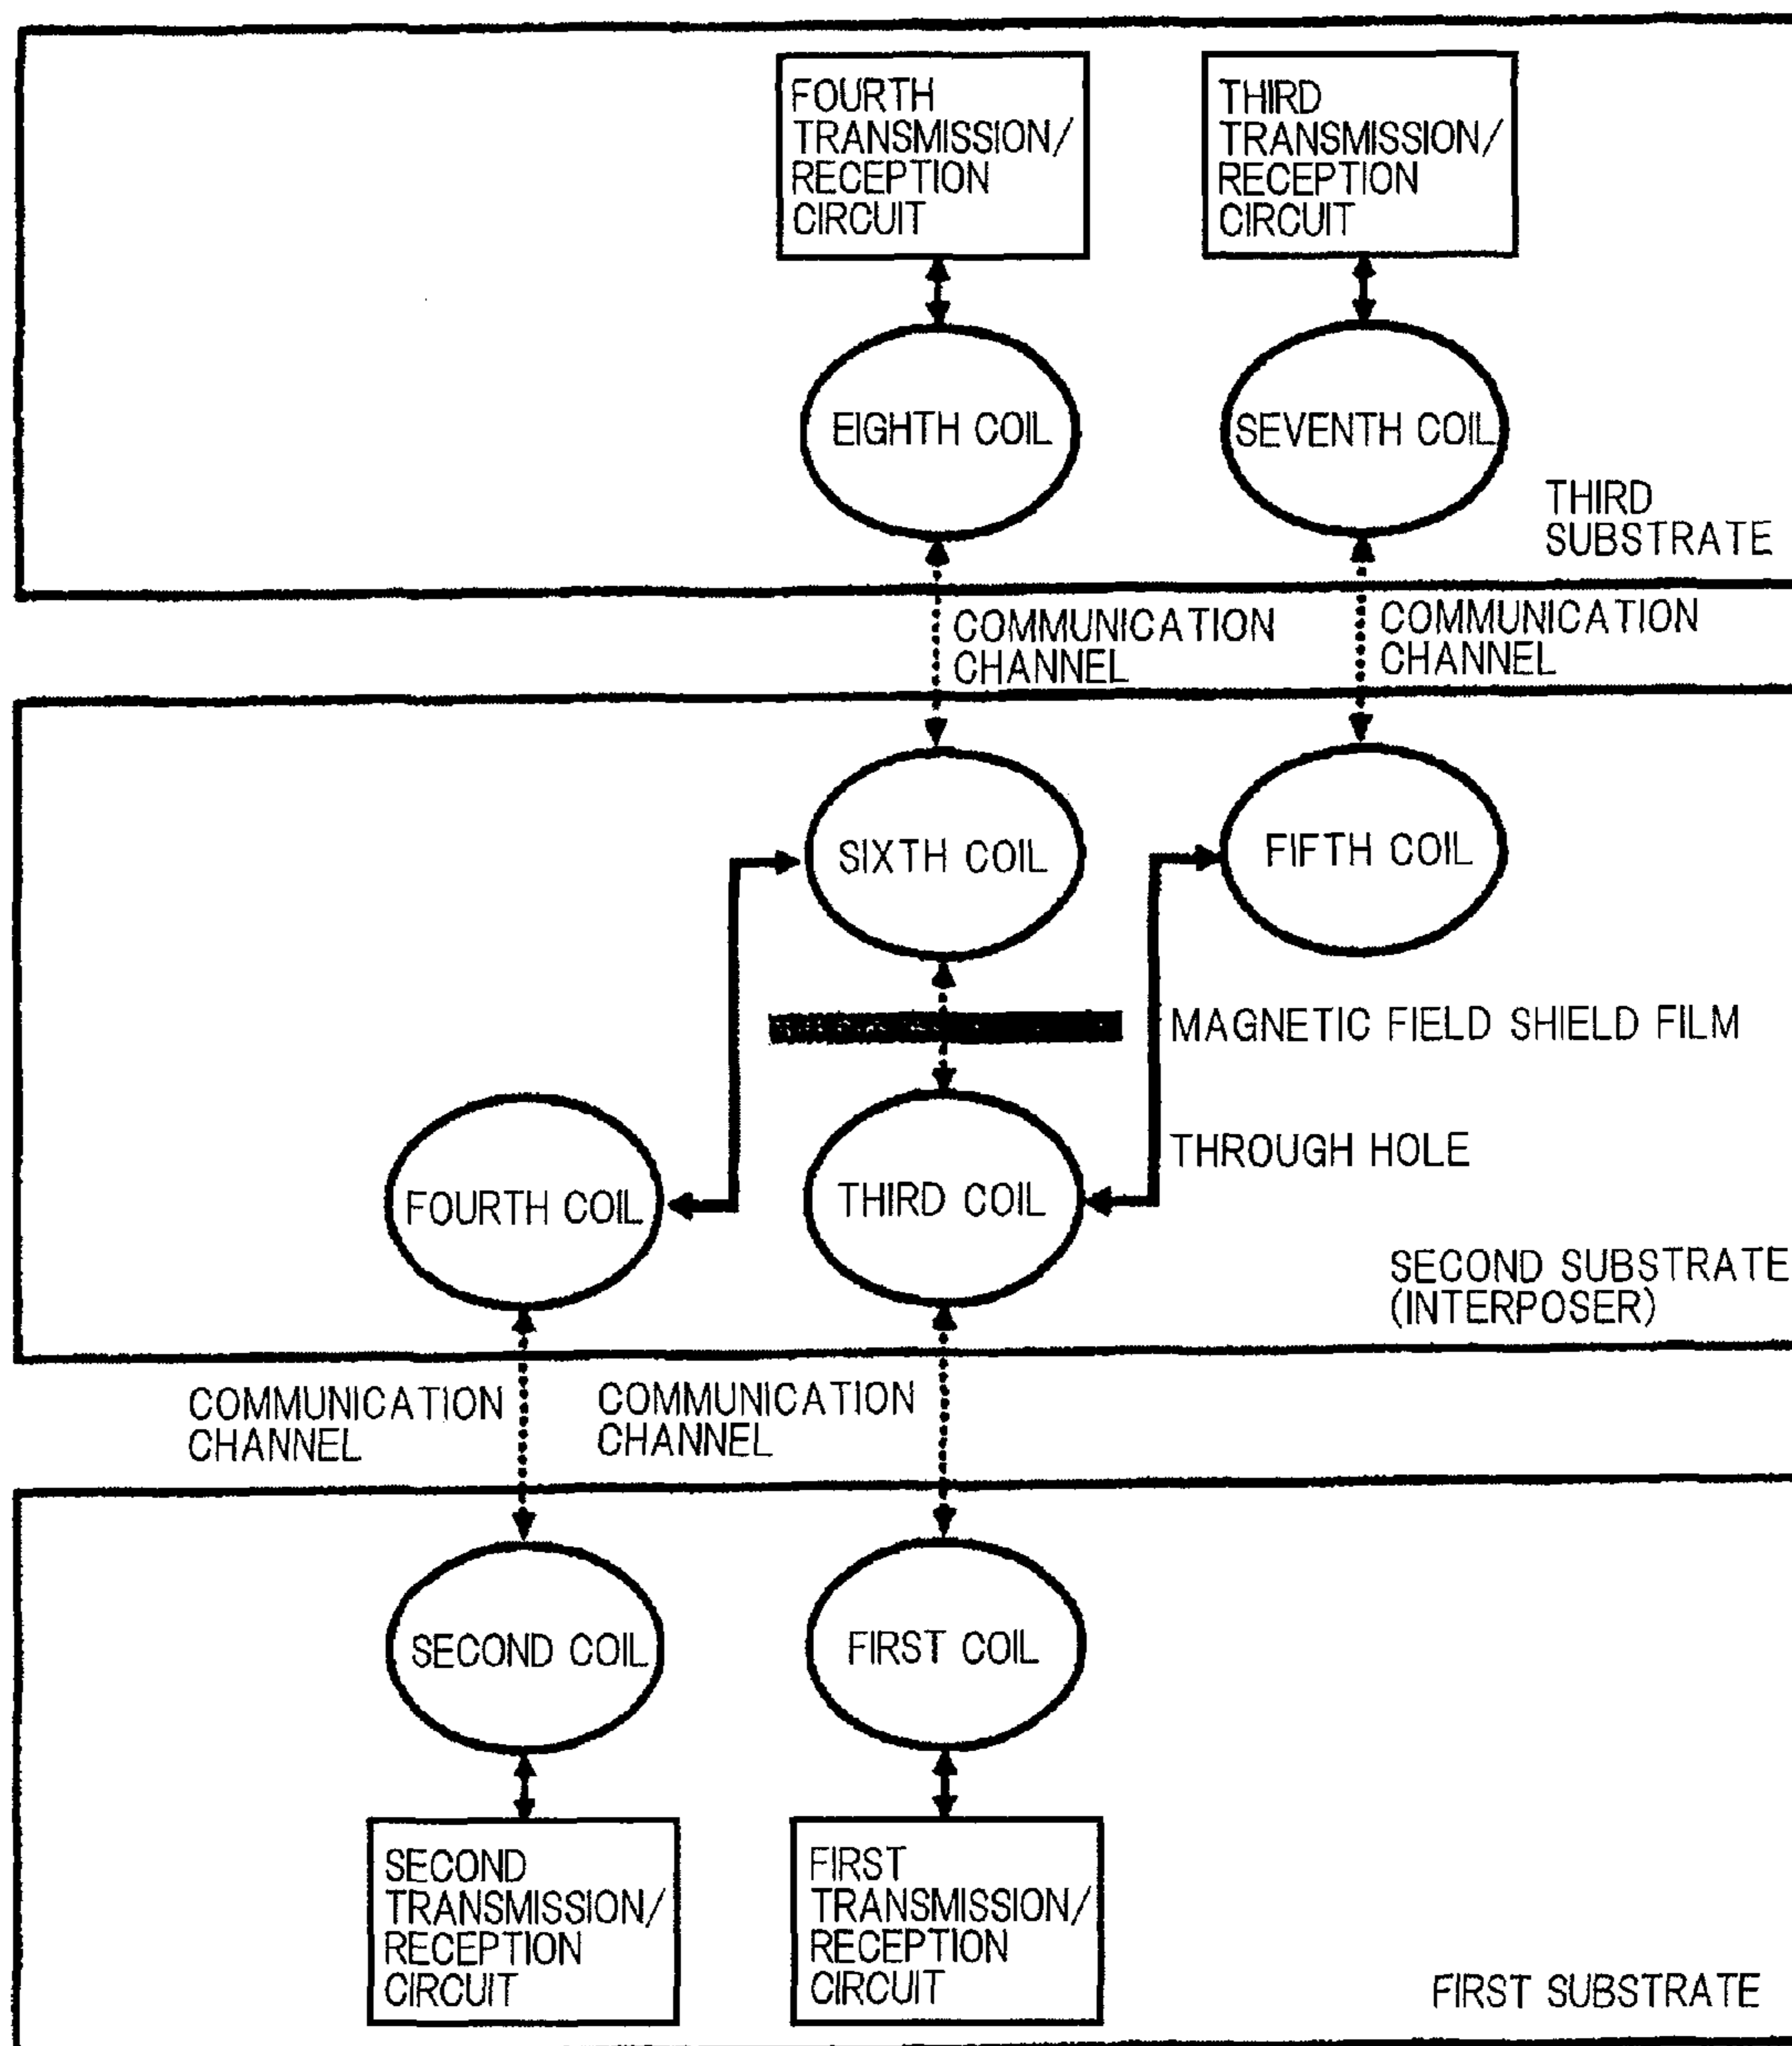 FOURTH
TRANSMISSION/
RECEPTION
CIRCUIT
THIRD
TRANSMISSION/
RECEPTION
CIRCUIT
EIGHTH COIL
SEVENTH COIL
THIRD
SUBSTRATE
COMMUNICATION
CHANNEL
COMMUNICATION
CHANNEL
SIXTH COIL
FIFTH COIL
MAGNETIC FIELD SHIELD FILM
THROUGH HOLE
FOURTH COIL
THIRD COIL
SECOND SUBSTRATE
(INTERPOSER)
COMMUNICATION
CHANNEL
COMMUNICATION
CHANNEL
SECOND COIL
FIRST COIL
SECOND
TRANSMISSION/
RECEPTION
CIRCUIT
FIRST
TRANSMISSION/
RECEPTION
CIRCUIT
FIRST SUBSTRATE